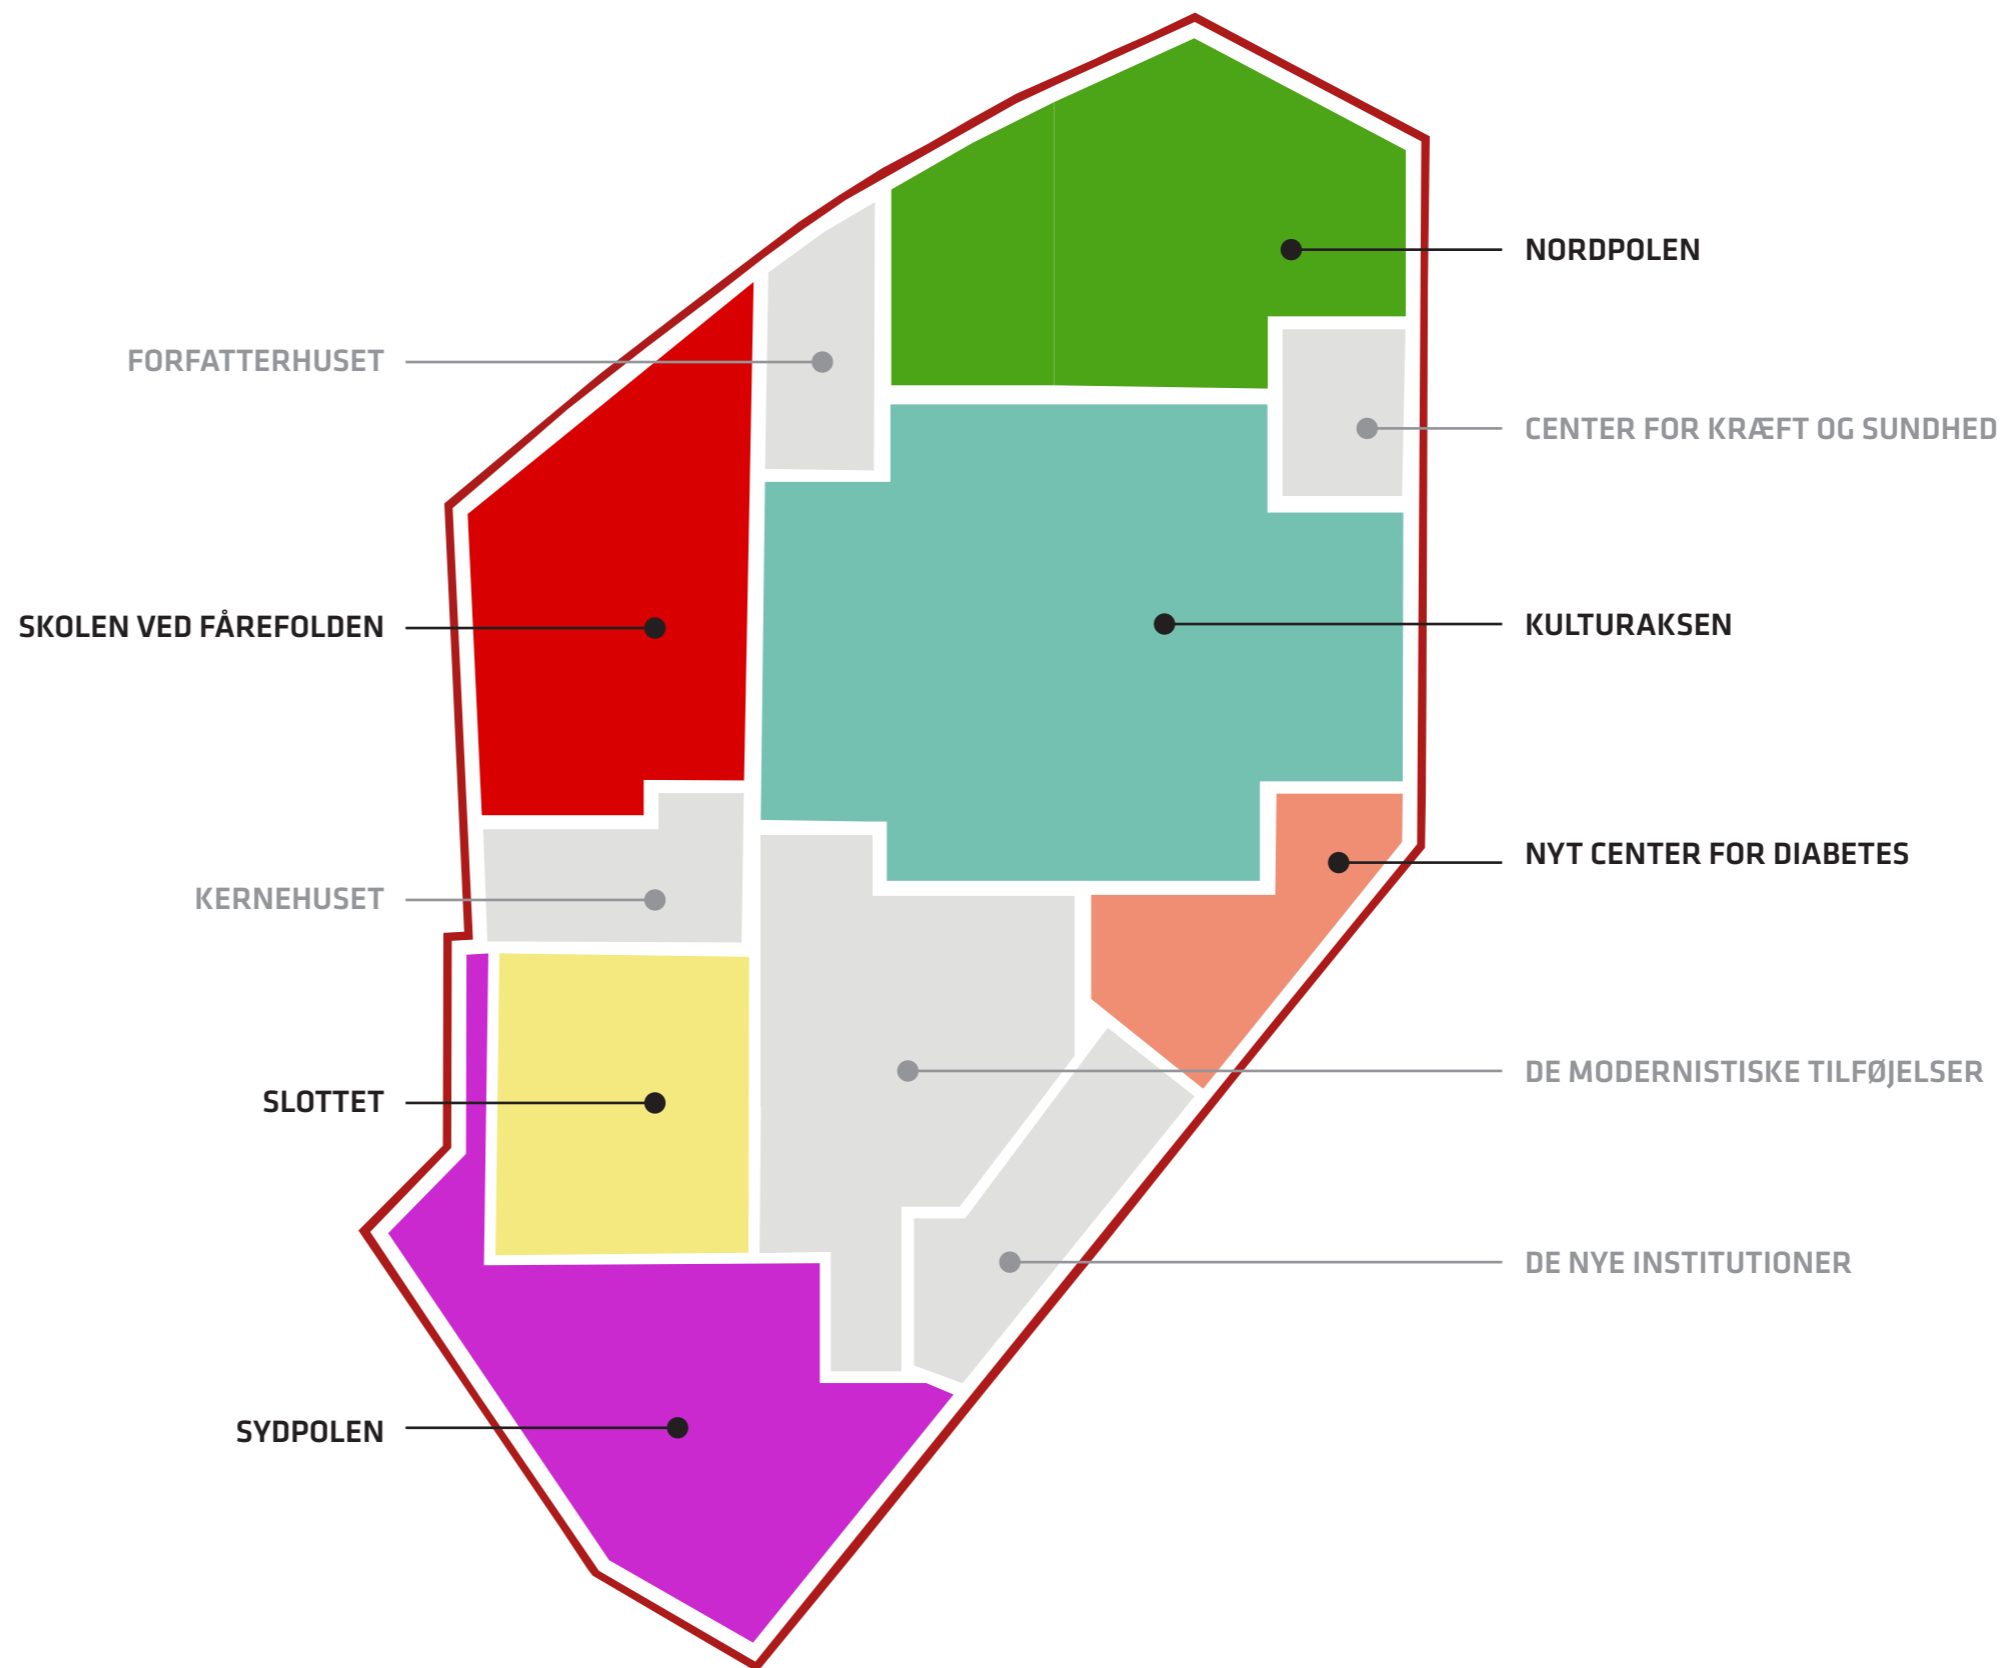 NORDPOLEN
FORFATTERHUSET
CENTER FOR KRÆFT OG SUNDHED
SKOLEN VED FÅREFOLDEN
KULTURAKSEN
NYT CENTER FOR DIABETES
KERNEHUSET
DE MODERNISTISKE TILFØJELSER
SLOTTET
DE NYE INSTITUTIONER
SYDPOLEN